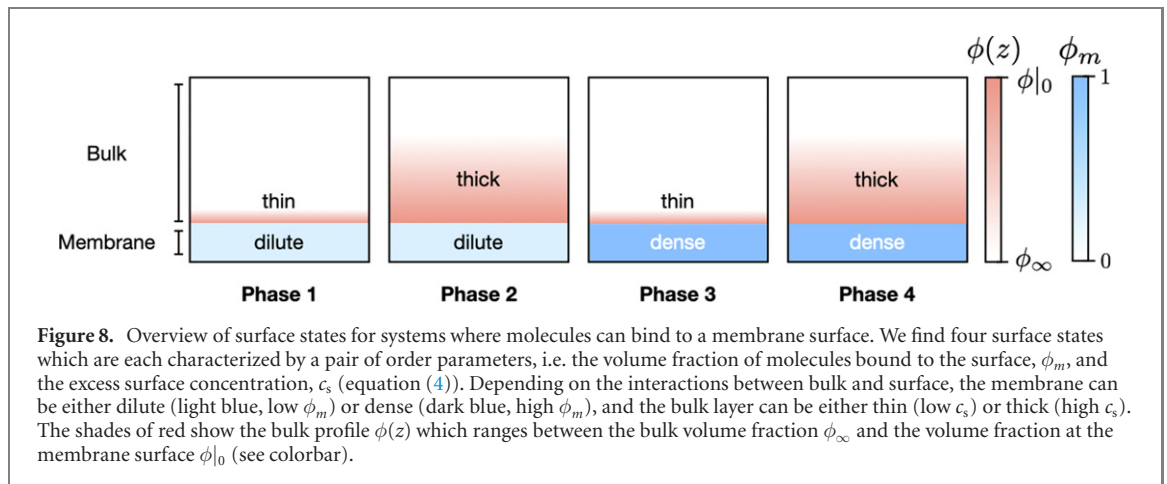 ϕ(z) ϕm
ϕ|0 1
Bulk
thin thick thin thick
Membrane dilute dilute dense dense
ϕ∞ 0
Phase 1 Phase 2 Phase 3 Phase 4
Figure 8. Overview of surface states for systems where molecules can bind to a membrane surface. We find four surface states
which are each characterized by a pair of order parameters, i.e. the volume fraction of molecules bound to the surface, ϕm, and
the excess surface concentration, cs (equation (4)). Depending on the interactions between bulk and surface, the membrane can
be either dilute (light blue, low ϕm) or dense (dark blue, high ϕm), and the bulk layer can be either thin (low cs) or thick (high cs).
The shades of red show the bulk profile ϕ(z) which ranges between the bulk volume fraction ϕ∞ and the volume fraction at the
membrane surface ϕ|0 (see colorbar).